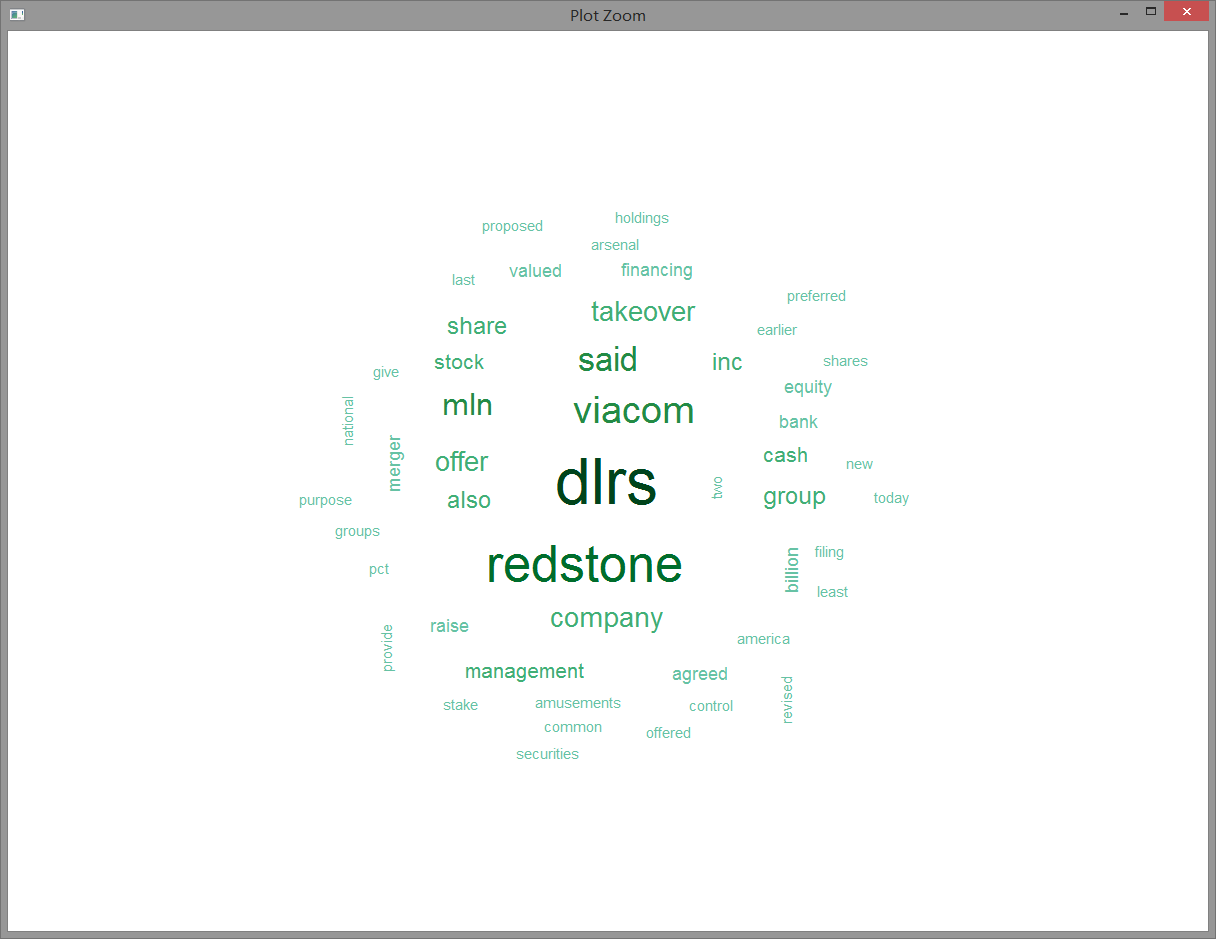 Plot Zoom
holdings
proposed
arsenal
valued
financing
last
preferred
takeover
share
earlier
said
inc
stock
shares
give
equity
mln
viacom
national
bank
cash
offer
merger
new
dlrs
two
group
today
also
purpose
groups
filing
billion
redstone
pct
least
company
raise
america
provide
management
agreed
revised
amusements
stake
control
common
offered
securities